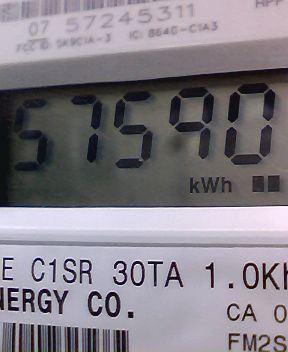 07 57245311
FCC ID: SK9C1A-3 IC: 864G-C1A3
57590
kWh
E C1SR 30TA 1.0Kh
NERGY CO.
CA 0
FM2S